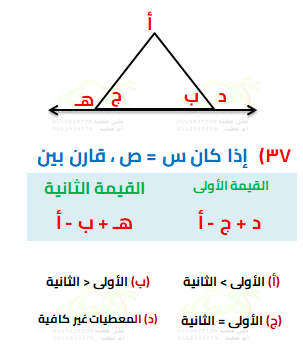 أ
هـ ج ب د
٣٧) إذا كان س = ص ، قارن بين
القيمة الأولى القيمة الثانية
د + ج - أ هـ + ب - أ
(أ) الأولى > الثانية (ب) الأولى < الثانية
(ج) الأولى = الثانية (د) المعطيات غير كافية